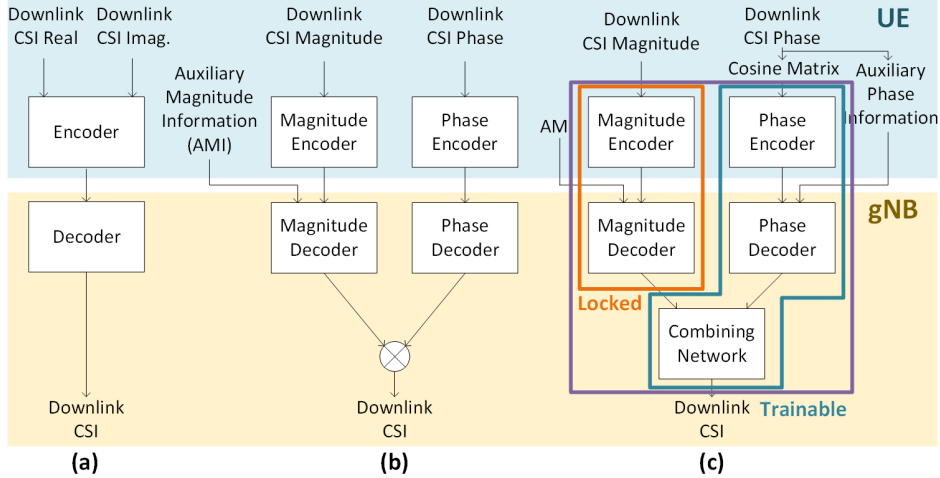 Downlink
CSI Real
Downlink
CSI Imag.
Encoder
Decoder
Downlink
CSI
(a)
Downlink
CSI Magnitude
Downlink
CSI Phase
Auxiliary
Magnitude
Information
(AMI)
Magnitude
Encoder
Phase
Encoder
Magnitude
Decoder
Phase
Decoder
Downlink
CSI
(b)
Downlink
CSI Magnitude
Downlink
CSI Phase
UE
Cosine Matrix
Auxiliary
Phase
Information
AM
Magnitude
Encoder
Phase
Encoder
gNB
Magnitude
Decoder
Phase
Decoder
Locked
Combining
Network
Trainable
Downlink
CSI
(c)